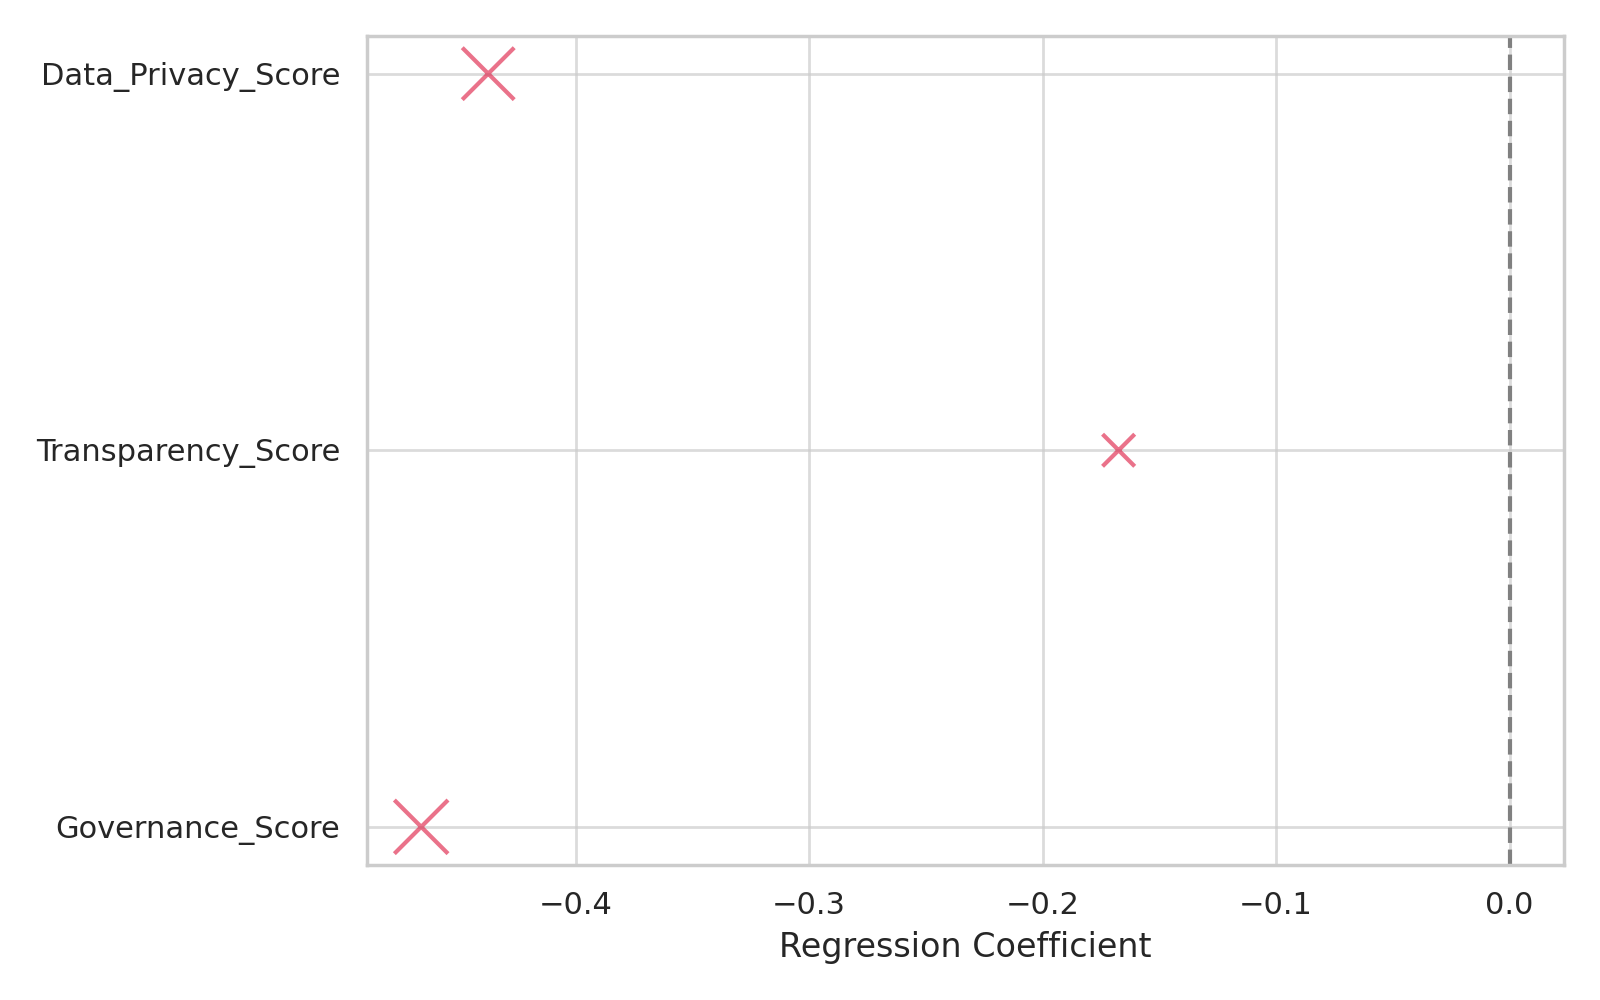 Data_Privacy_Score
Transparency_Score
Governance_Score
−0.4 −0.3 −0.2 −0.1 0.0
Regression Coefficient